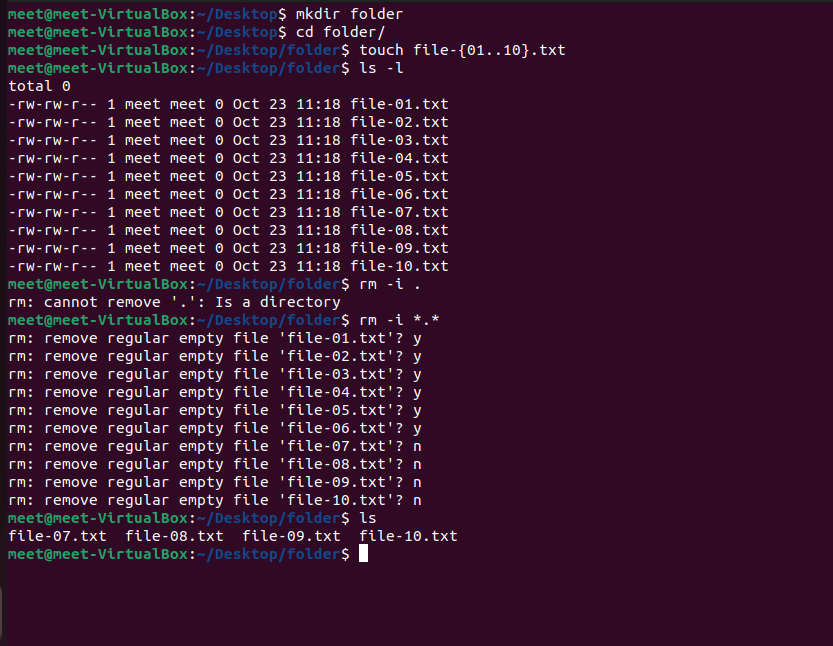 meet@meet-VirtualBox:~/Desktop$ mkdir folder
meet@meet-VirtualBox:~/Desktop$ cd folder/
meet@meet-VirtualBox:~/Desktop/folder$ touch file-{01..10}.txt
meet@meet-VirtualBox:~/Desktop/folder$ ls -l
total 0
-rw-rw-r-- 1 meet meet 0 Oct 23 11:18 file-01.txt
-rw-rw-r-- 1 meet meet 0 Oct 23 11:18 file-02.txt
-rw-rw-r-- 1 meet meet 0 Oct 23 11:18 file-03.txt
-rw-rw-r-- 1 meet meet 0 Oct 23 11:18 file-04.txt
-rw-rw-r-- 1 meet meet 0 Oct 23 11:18 file-05.txt
-rw-rw-r-- 1 meet meet 0 Oct 23 11:18 file-06.txt
-rw-rw-r-- 1 meet meet 0 Oct 23 11:18 file-07.txt
-rw-rw-r-- 1 meet meet 0 Oct 23 11:18 file-08.txt
-rw-rw-r-- 1 meet meet 0 Oct 23 11:18 file-09.txt
-rw-rw-r-- 1 meet meet 0 Oct 23 11:18 file-10.txt
meet@meet-VirtualBox:~/Desktop/folder$ rm -i .
rm: cannot remove '.': Is a directory
meet@meet-VirtualBox:~/Desktop/folder$ rm -i *.*
rm: remove regular empty file 'file-01.txt'? y
rm: remove regular empty file 'file-02.txt'? y
rm: remove regular empty file 'file-03.txt'? y
rm: remove regular empty file 'file-04.txt'? y
rm: remove regular empty file 'file-05.txt'? y
rm: remove regular empty file 'file-06.txt'? y
rm: remove regular empty file 'file-07.txt'? n
rm: remove regular empty file 'file-08.txt'? n
rm: remove regular empty file 'file-09.txt'? n
rm: remove regular empty file 'file-10.txt'? n
meet@meet-VirtualBox:~/Desktop/folder$ ls
file-07.txt  file-08.txt  file-09.txt  file-10.txt
meet@meet-VirtualBox:~/Desktop/folder$